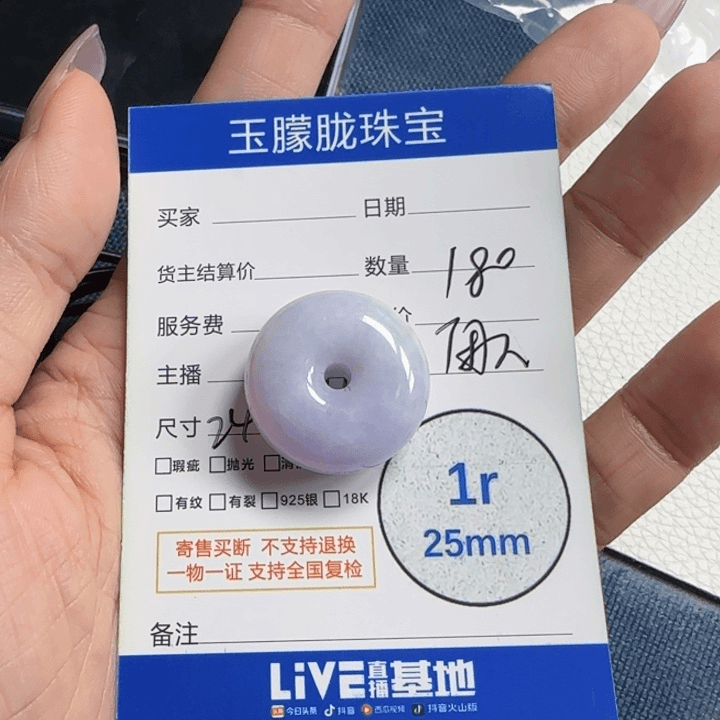 玉朦胧珠宝
买家 日期
货主结算价 数量 180
服务费 价
主播
尺寸 24
瑕疵 抛光
有纹 有裂 925银 18K
1r
25mm
寄售买断 不支持退换
一物一证 支持全国复检
备注
LiVE直播基地
今日头条 抖音 西瓜视频 抖音火山版